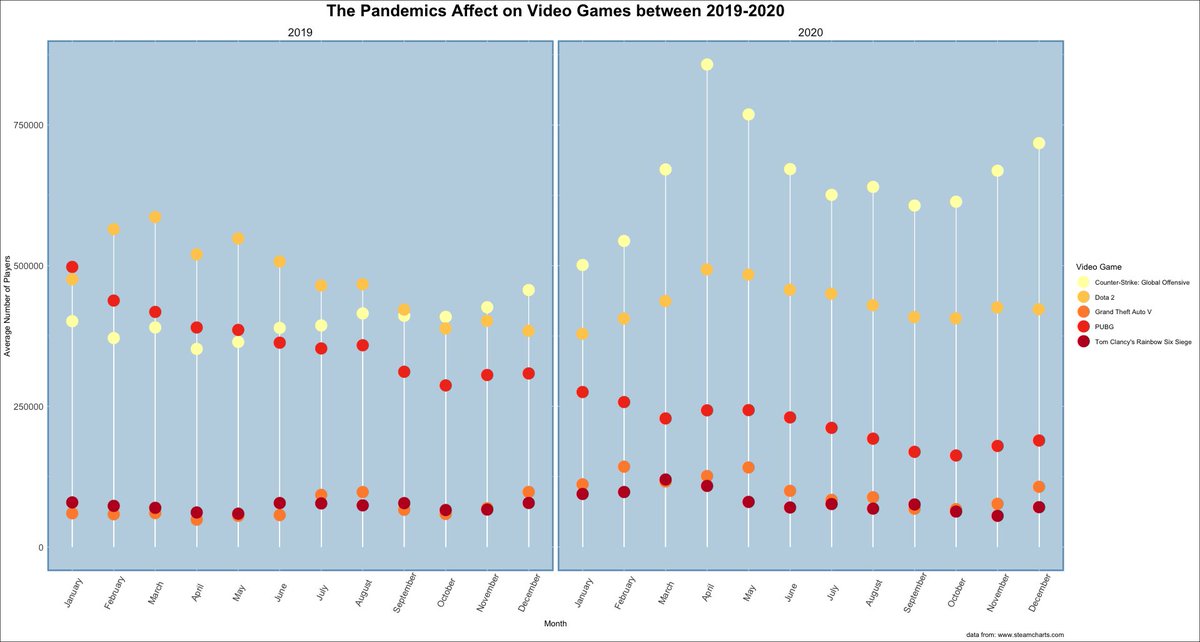 The Pandemics Affect on Video Games between 2019-2020
2019
2020
Average Number of Players
750000
500000
250000
0
January
February
March
April
May
June
July
August
September
October
November
December
January
February
March
April
May
June
July
August
September
October
November
December
Month
Video Game
Counter-Strike: Global Offensive
Dota 2
Grand Theft Auto V
PUBG
Tom Clancy's Rainbow Six Siege
data from: www.steamcharts.com